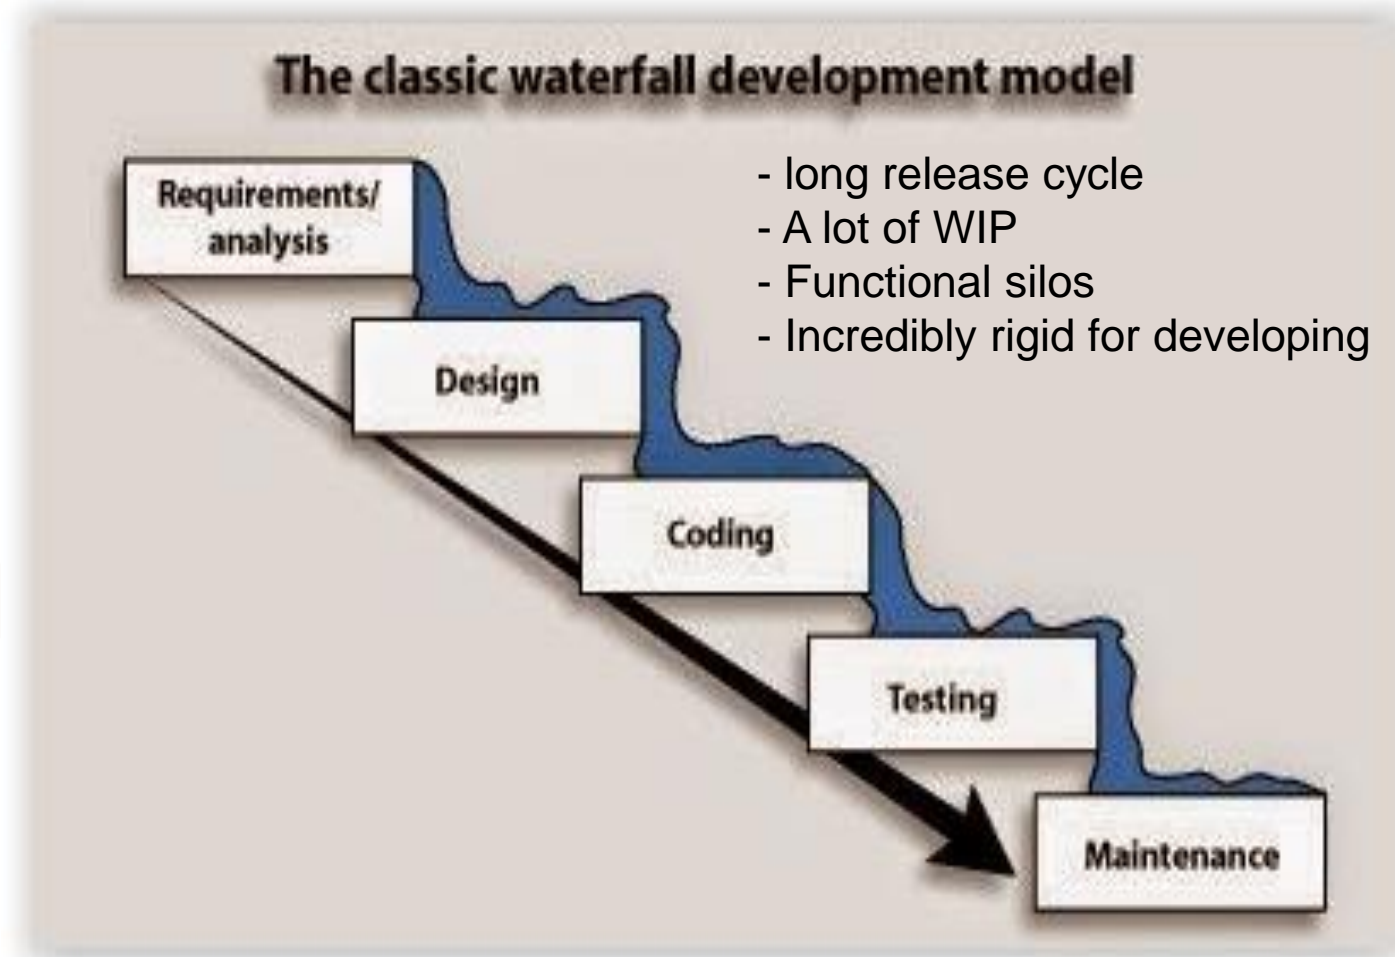 The classic waterfall development model
Requirements/
analysis
- long release cycle
- A lot of WIP
- Functional silos
- Incredibly rigid for developing
Design
Coding
Testing
Maintenance